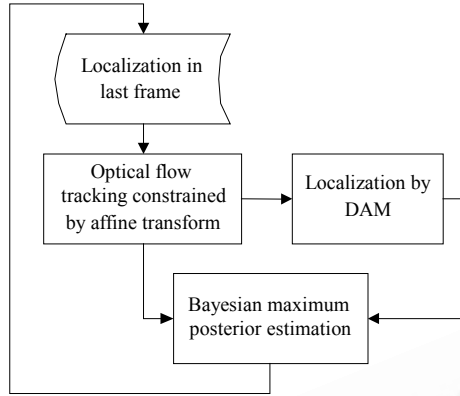 Localization in
last frame
Optical flow
tracking constrained
by affine transform
Localization by
DAM
Bayesian maximum
posterior estimation